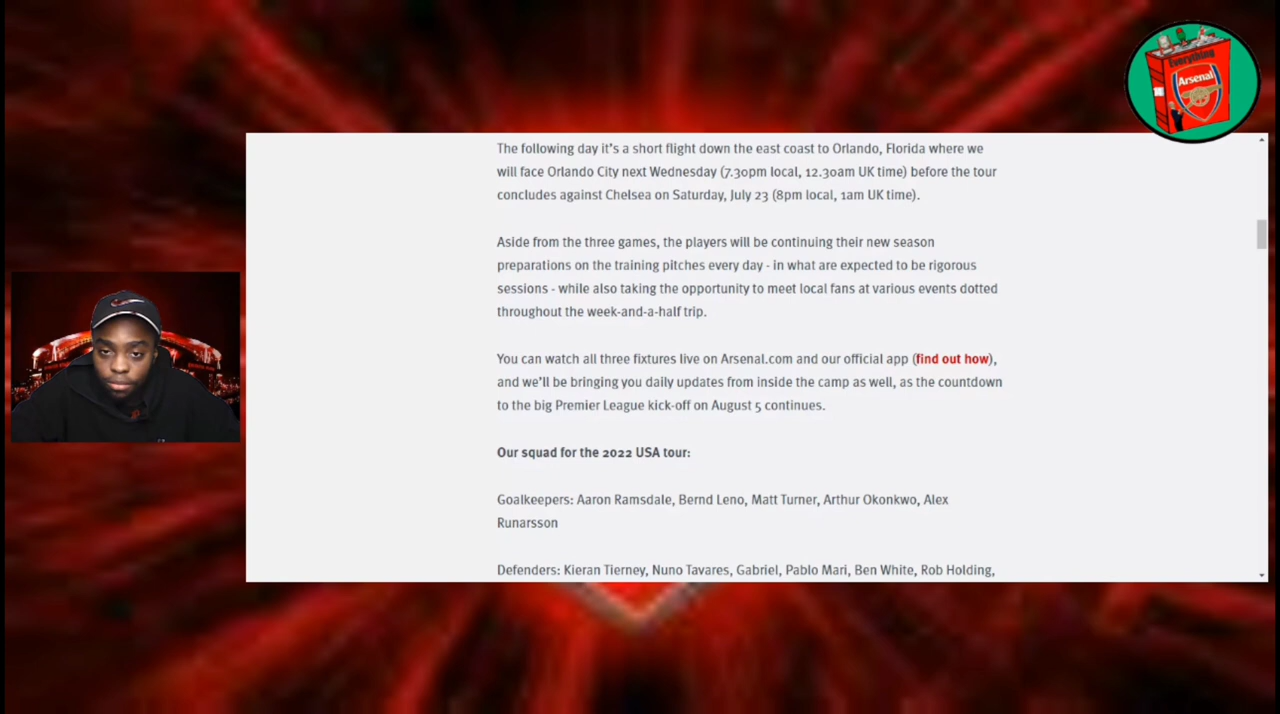 Everything
Arsenal
The following day it's a short flight down the east coast to Orlando, Florida where we
will face Orlando City next Wednesday (7.30pm local, 12.30am UK time) before the tour
concludes against Chelsea on Saturday, July 23 (8pm local, 1am UK time).
Aside from the three games, the players will be continuing their new season
preparations on the training pitches every day - in what are expected to be rigorous
sessions - while also taking the opportunity to meet local fans at various events dotted
throughout the week-and-a-half trip.
You can watch all three fixtures live on Arsenal.com and our official app (find out how),
and we'll be bringing you daily updates from inside the camp as well, as the countdown
to the big Premier League kick-off on August 5 continues.
Our squad for the 2022 USA tour:
Goalkeepers: Aaron Ramsdale, Bernd Leno, Matt Turner, Arthur Okonkwo, Alex
Runarsson
Defenders: Kieran Tierney, Nuno Tavares, Gabriel, Pablo Mari, Ben White, Rob Holding,